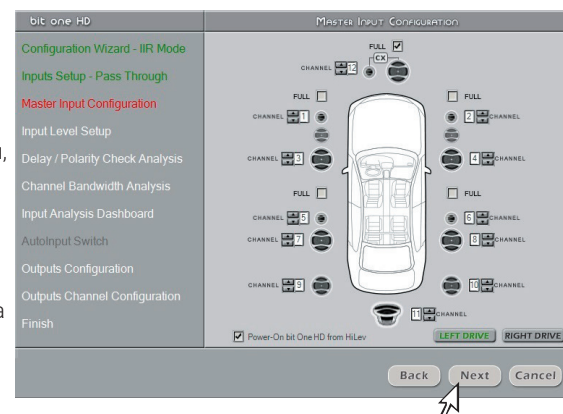 bit one HD
Master Input Configuration
Configuration Wizard - IIR Mode
Inputs Setup - Pass Through
Master Input Configuration
Input Level Setup
Delay / Polarity Check Analysis
Channel Bandwidth Analysis
Input Analysis Dashboard
AutoInput Switch
Outputs Configuration
Outputs Channel Configuration
Finish
FULL
CX
CHANNEL 12
FULL FULL
CHANNEL 1 2 CHANNEL
CHANNEL 3 4 CHANNEL
FULL FULL
CHANNEL 5 6 CHANNEL
CHANNEL 7 8 CHANNEL
CHANNEL 9 10 CHANNEL
11 CHANNEL
Power-On bit One HD from HiLev LEFT DRIVE RIGHT DRIVE
Back Next Cancel
a